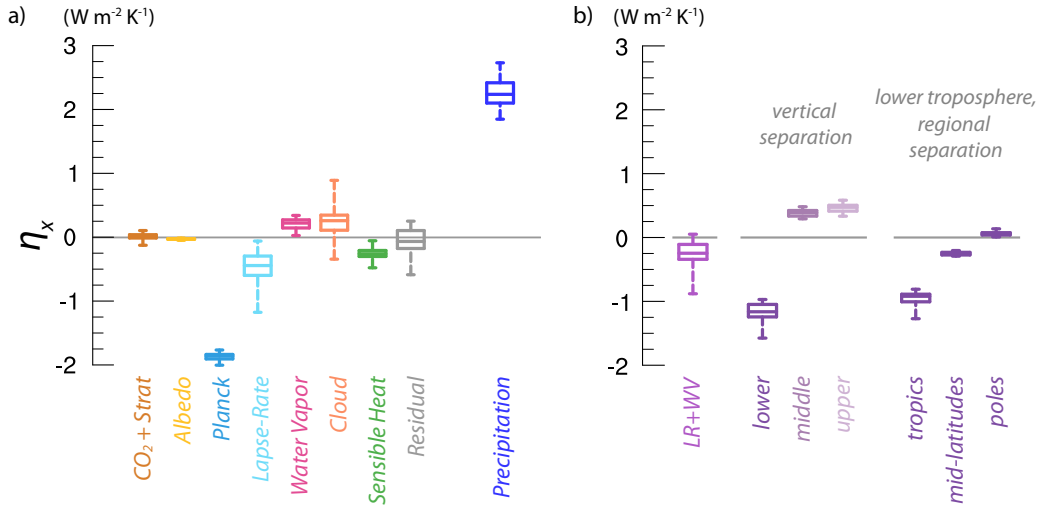 a)
(W m⁻² K⁻¹)
3
2
1
0
-1
-2
ηx
CO₂ + Strat
Albedo
Planck
Lapse-Rate
Water Vapor
Cloud
Sensible Heat
Residual
Precipitation
b)
(W m⁻² K⁻¹)
3
2
1
0
-1
-2
vertical
separation
lower troposphere,
regional
separation
LR+WV
lower
middle
upper
tropics
mid-latitudes
poles